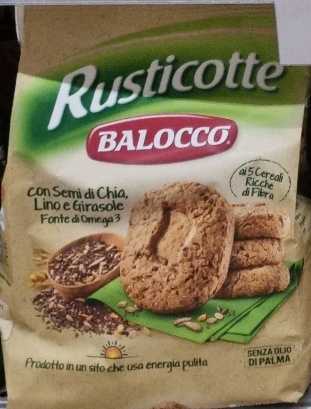 Rusticotte
BALOCCO
con Semi di Chia,
Lino e Girasole
Fonte di Omega 3
ai 5 Cereali
Ricche
di Fibra
Prodotto in un sito che usa energia pulita
SENZA OLIO
DI PALMA